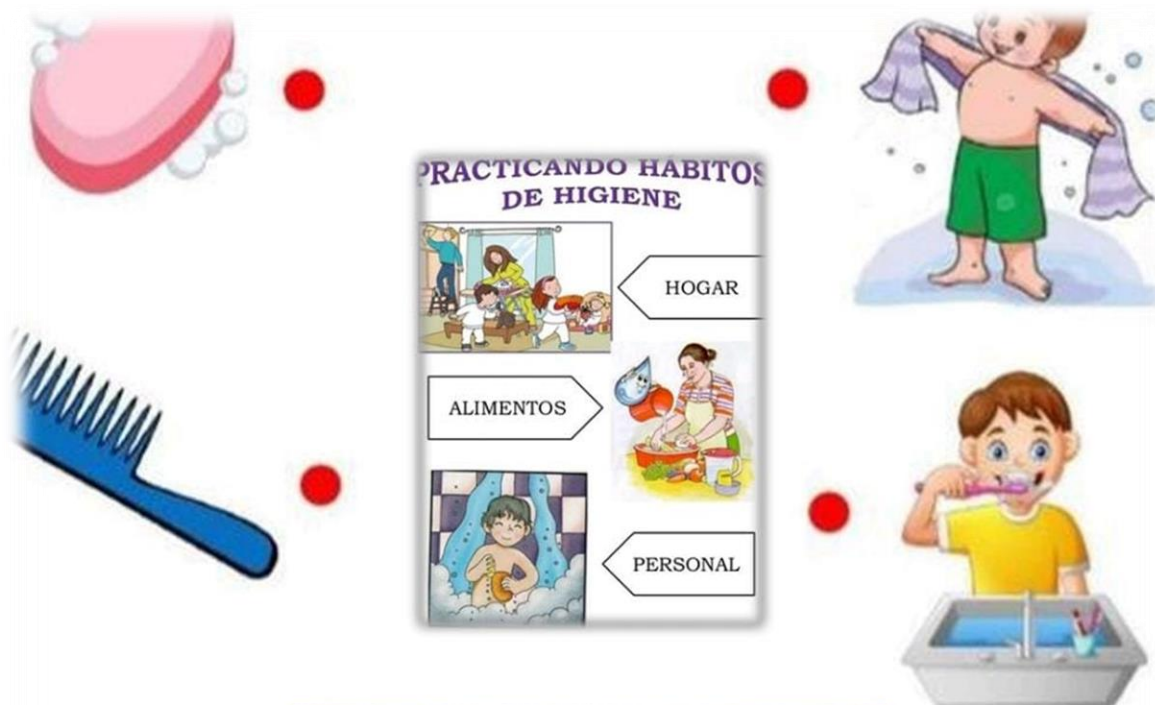 PRACTICANDO HABITOS
DE HIGIENE
HOGAR
ALIMENTOS
PERSONAL